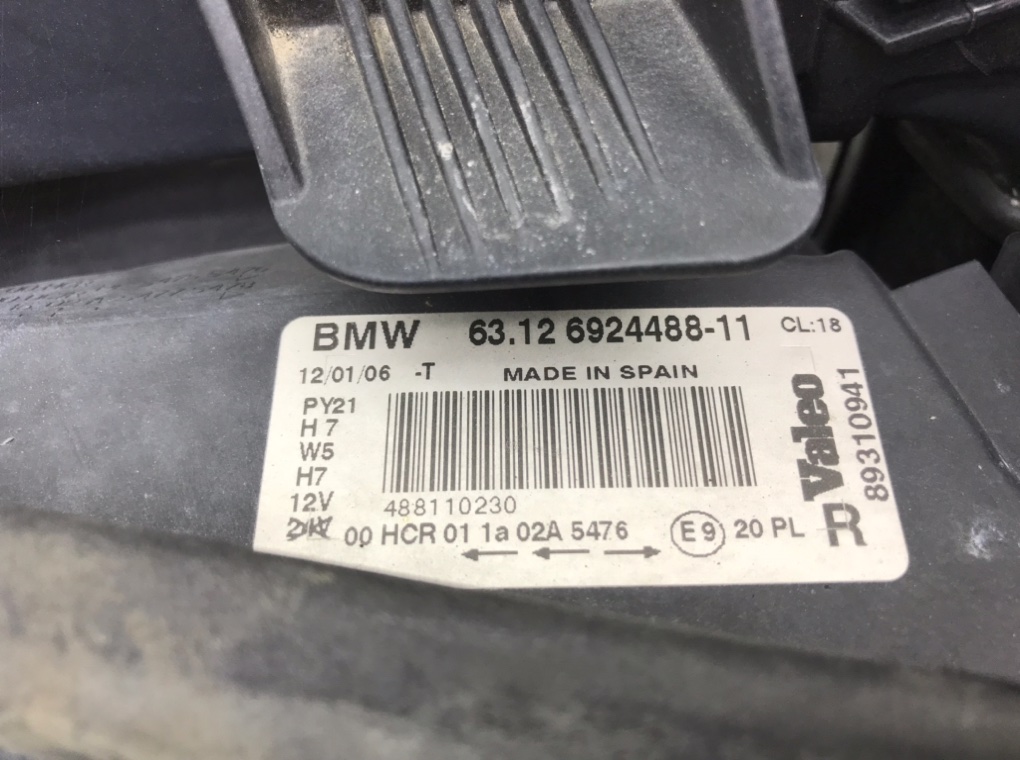 BMW 63.12 6924488-11 CL:18
12/01/06 -T MADE IN SPAIN
PY21
H7
W5
H7
12V
488110230
00 HCR 01 1a 02A 5476 E9 20 PL R
Valeo
89310941